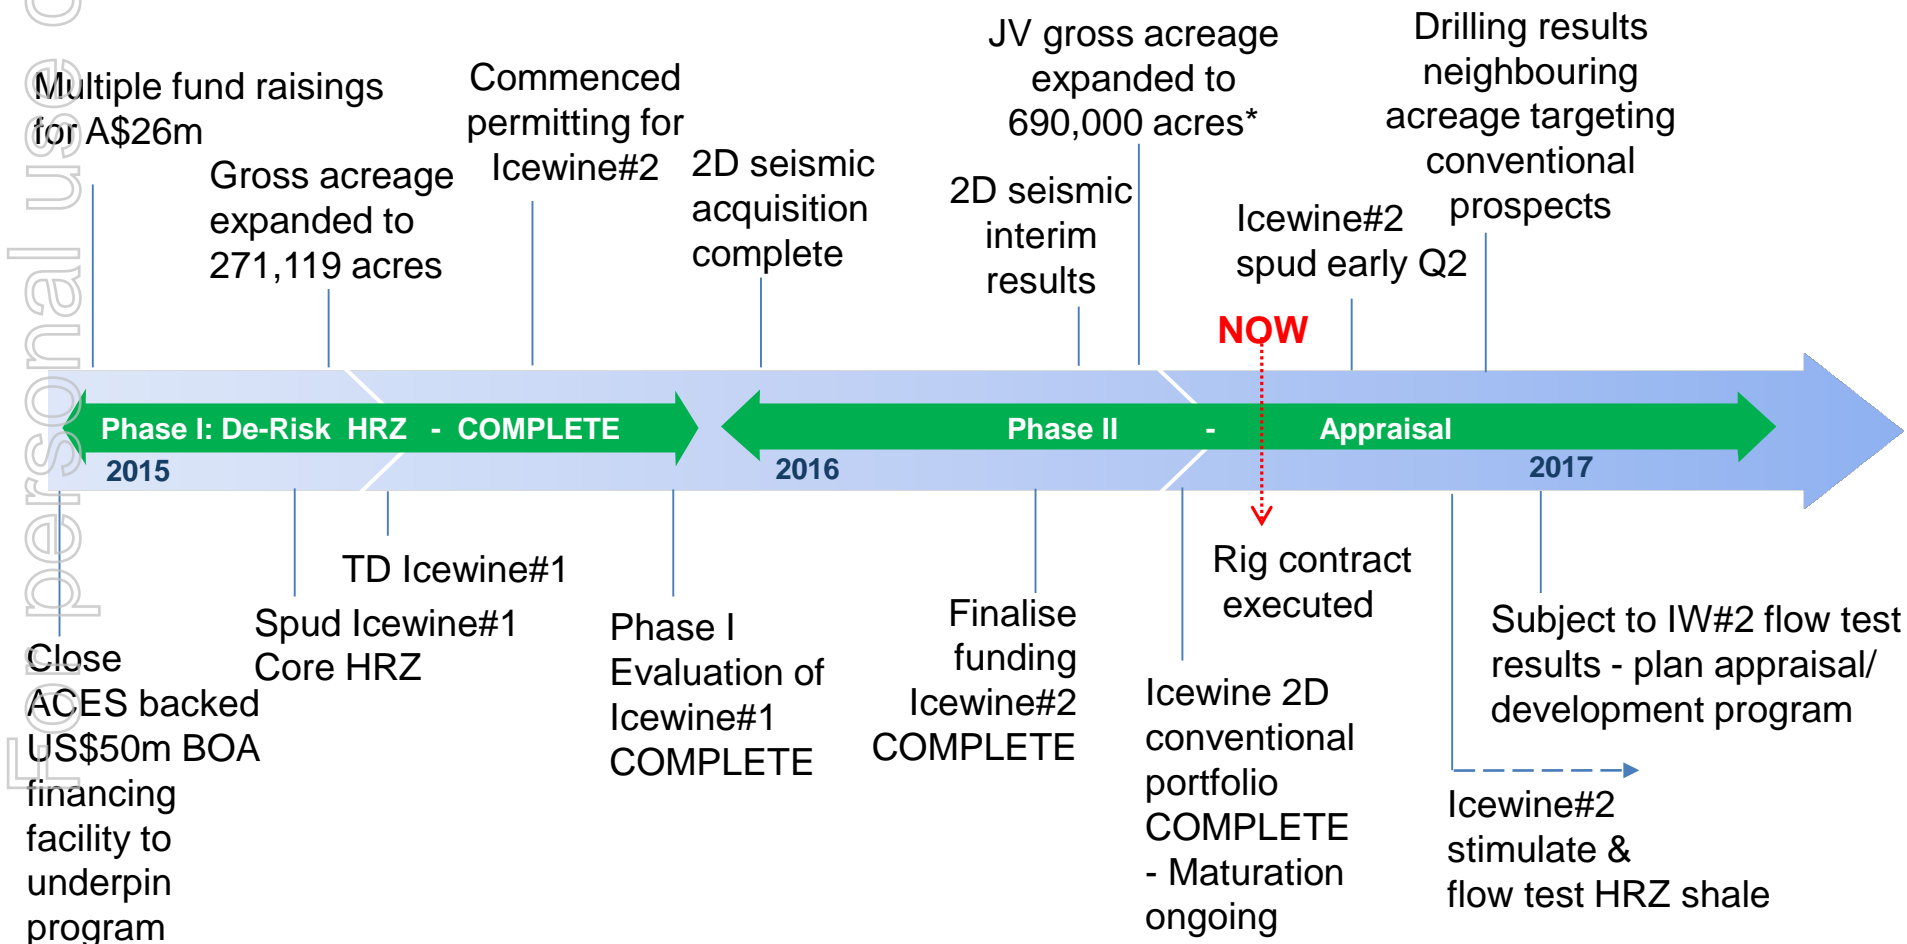 For personal use o
Multiple fund raisings
for A$26m
Gross acreage
expanded to
271,119 acres
Commenced
permitting for
Icewine#2
2D seismic
acquisition
complete
2D seismic
interim
results
JV gross acreage
expanded to
690,000 acres*
NOW
Icewine#2
spud early Q2
Drilling results
neighbouring
acreage targeting
conventional
prospects
Phase I: De-Risk HRZ - COMPLETE
Phase II - Appraisal
2015
2016
2017
Close
ACES backed
US$50m BOA
financing
facility to
underpin
program
Spud Icewine#1
Core HRZ
TD Icewine#1
Phase I
Evaluation of
Icewine#1
COMPLETE
Finalise
funding
Icewine#2
COMPLETE
Icewine 2D
conventional
portfolio
COMPLETE
- Maturation
ongoing
Rig contract
executed
Icewine#2
stimulate &
flow test HRZ shale
Subject to IW#2 flow test
results - plan appraisal/
development program